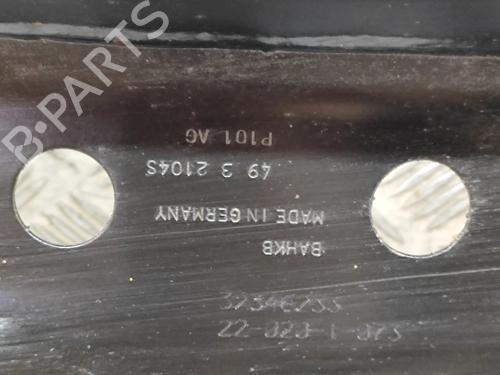 B-PARTS
BAHKB
MADE IN GERMANY
49 3 2104S
P101 AG